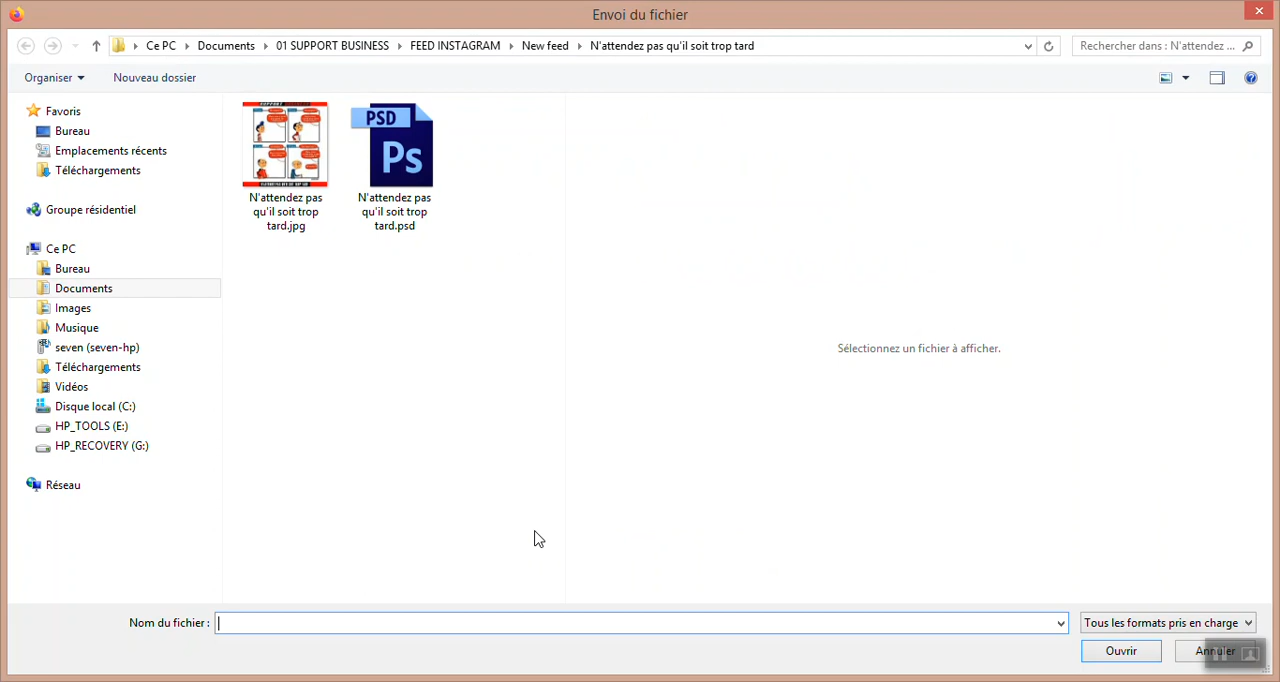 Envoi du fichier
Ce PC
Documents
01 SUPPORT BUSINESS
FEED INSTAGRAM
New feed
N'attendez pas qu'il soit trop tard
Rechercher dans : N'attendez ...
Organiser
Nouveau dossier
Favoris
Bureau
Emplacements récents
Téléchargements
Groupe résidentiel
Ce PC
Bureau
Documents
Images
Musique
seven (seven-hp)
Téléchargements
Vidéos
Disque local (C:)
HP_TOOLS (E:)
HP_RECOVERY (G:)
Réseau
SUPPORT
PSD
Ps
N'attendez pas
qu'il soit trop
tard.jpg
N'attendez pas
qu'il soit trop
tard.psd
Sélectionnez un fichier à afficher.
Nom du fichier :
Tous les formats pris en charge
Ouvrir
Annuler